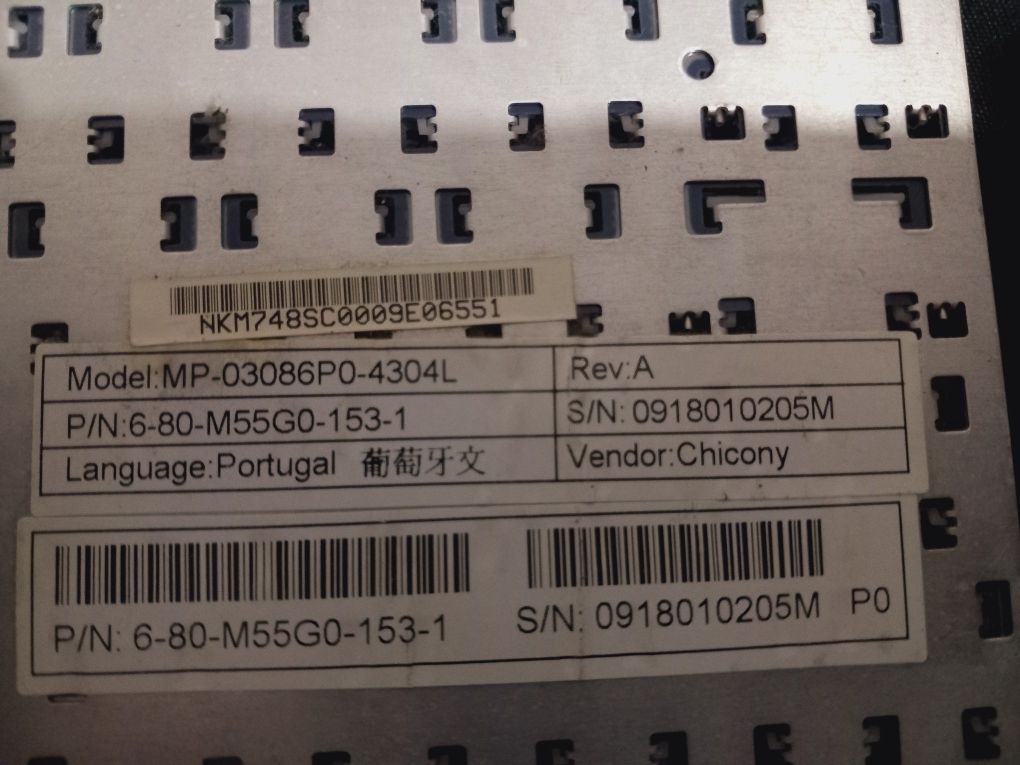 NKM748SC0009E06551
Model:MP-03086P0-4304L Rev:A
P/N:6-80-M55G0-153-1 S/N: 0918010205M
Language:Portugal 葡萄牙文 Vendor:Chicony
P/N: 6-80-M55G0-153-1 S/N: 0918010205M P0